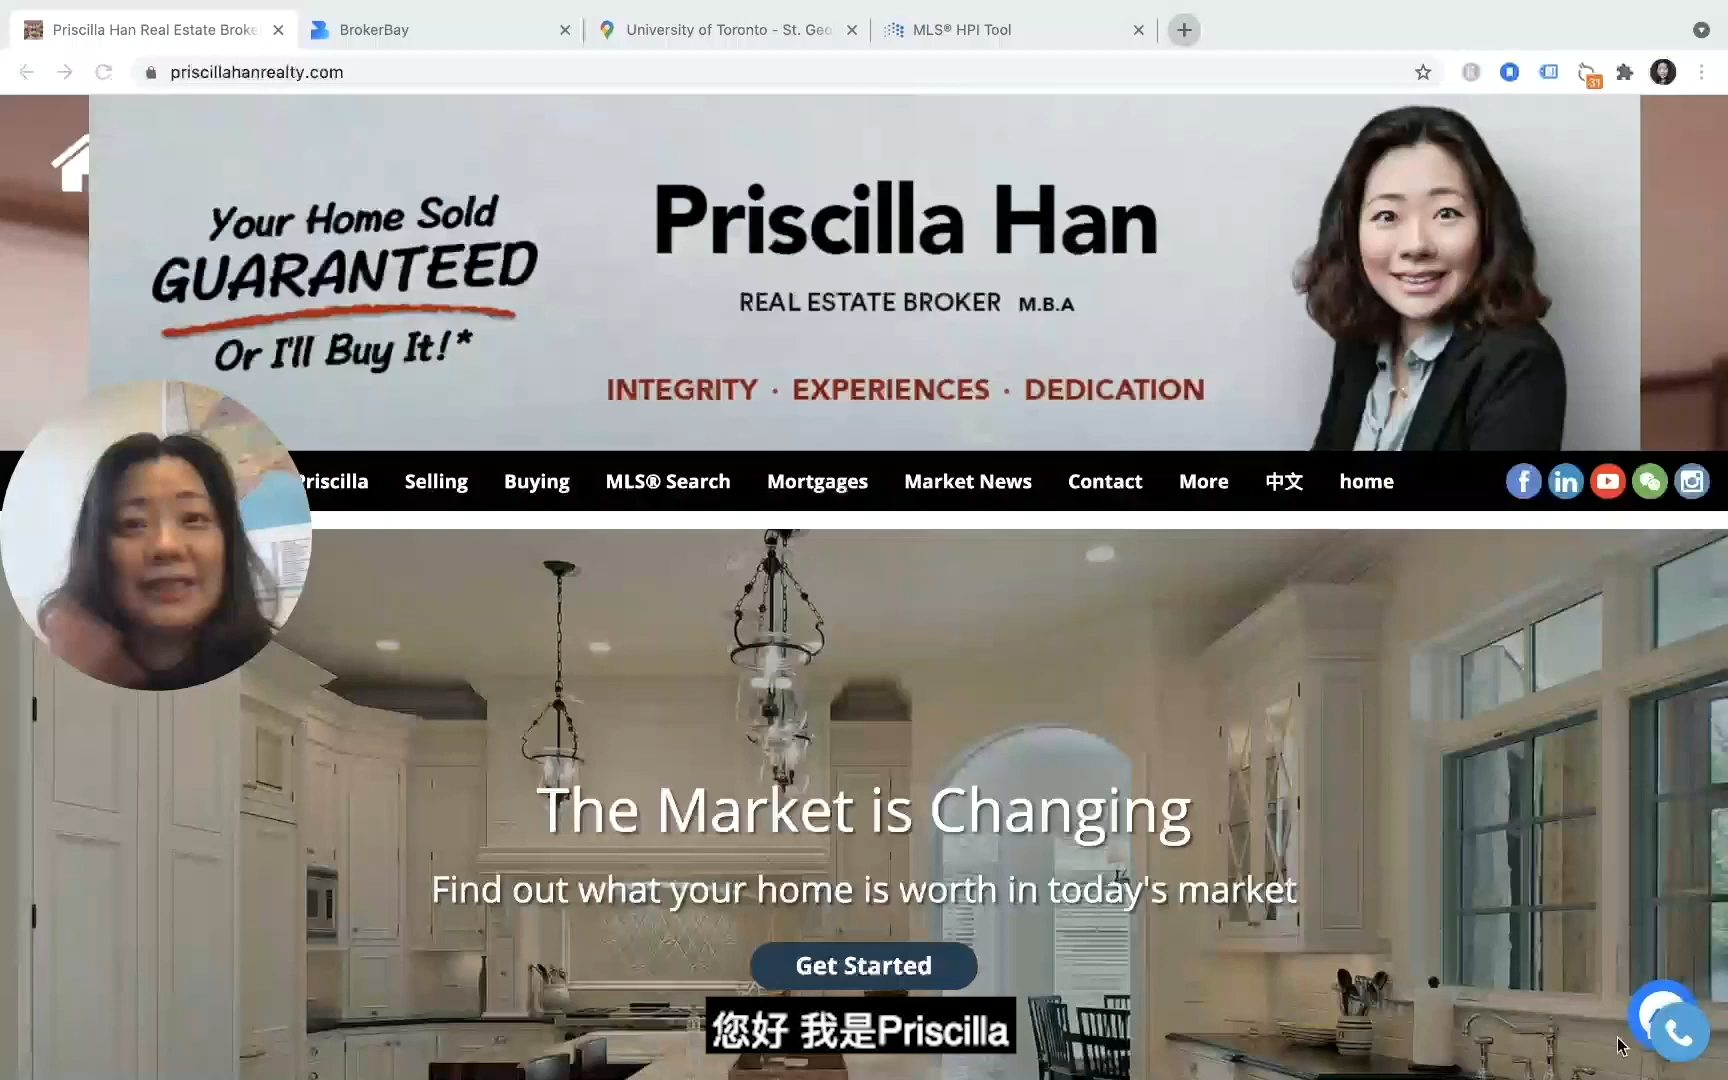 Priscilla Han Real Estate Broke
BrokerBay
University of Toronto - St. Geo
MLS® HPI Tool
priscillahanrealty.com
31
Your Home Sold
GUARANTEED
Or I'll Buy It!*
Priscilla Han
REAL ESTATE BROKER M.B.A
INTEGRITY · EXPERIENCES · DEDICATION
Priscilla
Selling
Buying
MLS® Search
Mortgages
Market News
Contact
More
中文
home
The Market is Changing
Find out what your home is worth in today's market
Get Started
您好 我是Priscilla